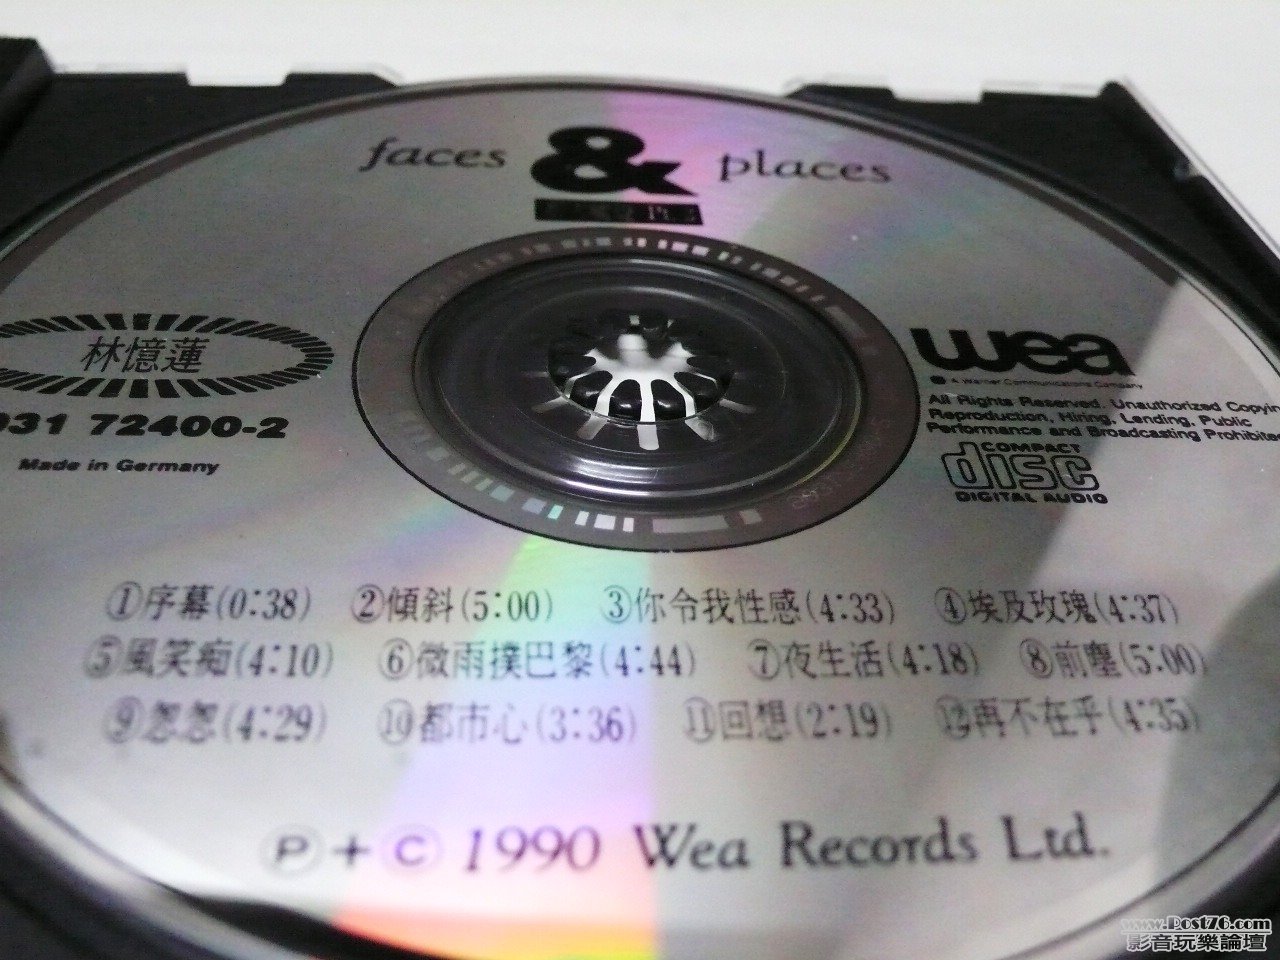 faces & places
林憶蓮
wea
A Warner Communications Company
931 72400-2
All Rights Reserved. Unauthorized Copyin
Reproduction, Hiring, Lending, Public
Performance and Broadcasting Prohibite
Made in Germany
COMPACT
disc
DIGITAL AUDIO
①序幕(0:38) ②傾斜(5:00) ③你令我性感(4:33) ④埃及玫瑰(4:37)
⑤風笑痴(4:10) ⑥微雨撲巴黎(4:44) ⑦夜生活(4:18) ⑧前塵(5:00)
⑨怨怨(4:29) ⑩都市心(3:36) ⑪回想(2:19) ⑫再不在乎(4:35)
Ⓟ+© 1990 Wea Records Ltd.
www.Post76.com
影音玩樂論壇